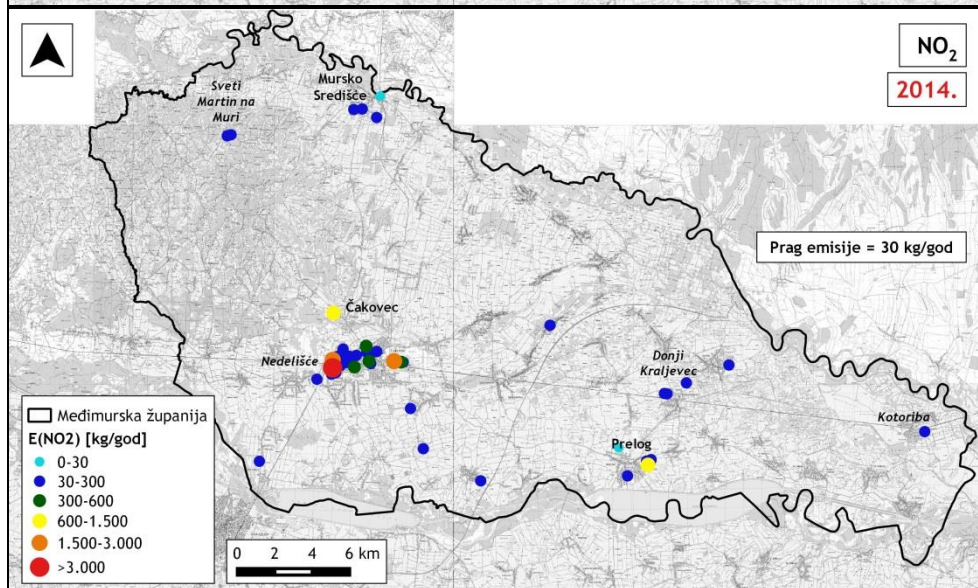 NO₂
2014.
Sveti
Martin na
Muri
Mursko
Središće
Prag emisije = 30 kg/god
Čakovec
Nedelišće
Donji
Kraljevec
Kotoriba
Prelog
Međimurska županija
E(NO2) [kg/god]
0-30
30-300
300-600
600-1.500
1.500-3.000
>3.000
0 2 4 6 km